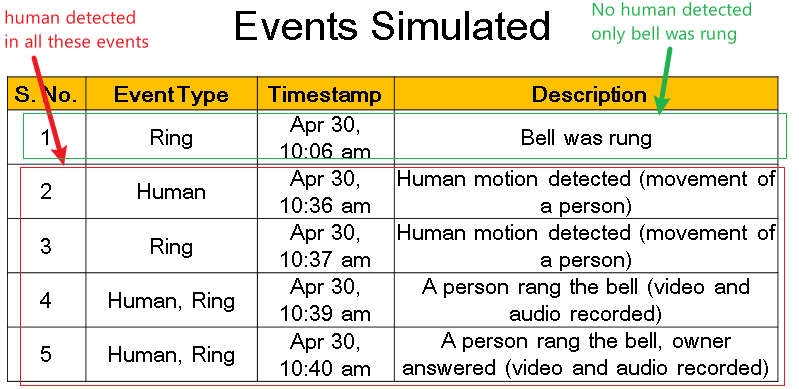 human detected
in all these events
Events Simulated
No human detected
only bell was rung
S. No. Event Type Timestamp Description
1 Ring Apr 30, 10:06 am Bell was rung
2 Human Apr 30, 10:36 am Human motion detected (movement of a person)
3 Ring Apr 30, 10:37 am Human motion detected (movement of a person)
4 Human, Ring Apr 30, 10:39 am A person rang the bell (video and audio recorded)
5 Human, Ring Apr 30, 10:40 am A person rang the bell, owner answered (video and audio recorded)